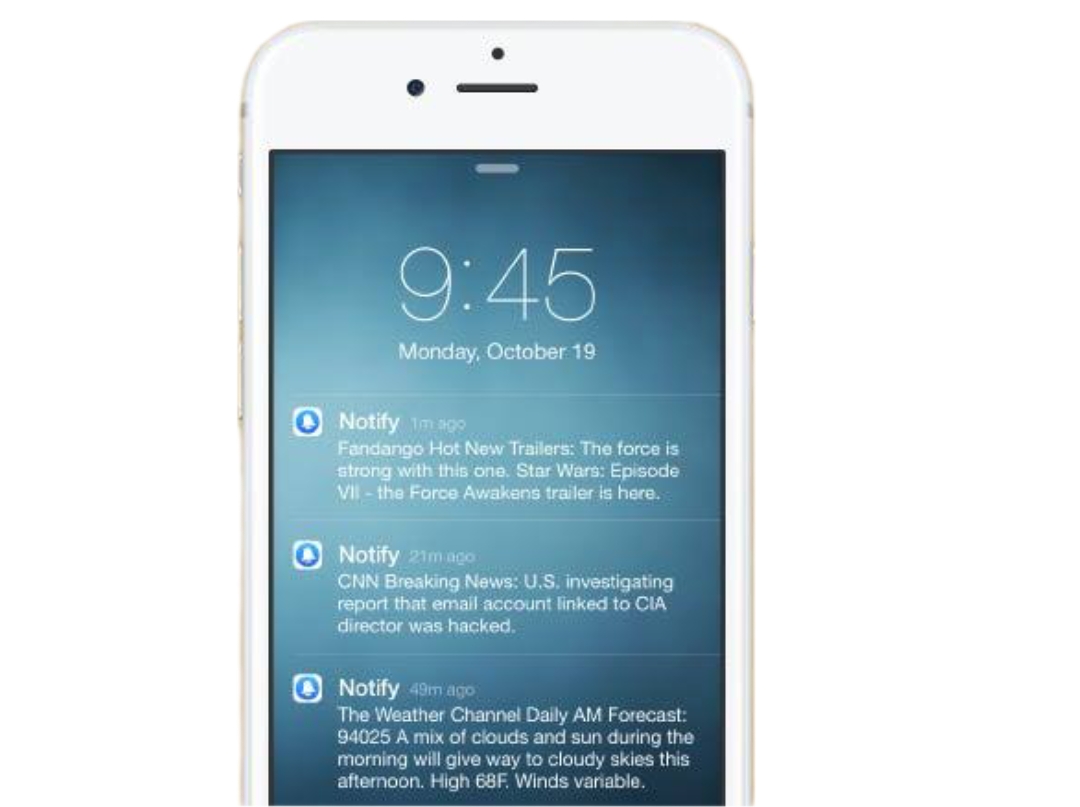 9:45
Monday, October 19
Notify 1m ago
Fandango Hot New Trailers: The force is
strong with this one. Star Wars: Episode
VII - the Force Awakens trailer is here.
Notify 21m ago
CNN Breaking News: U.S. investigating
report that email account linked to CIA
director was hacked.
Notify 49m ago
The Weather Channel Daily AM Forecast:
94025 A mix of clouds and sun during the
morning will give way to cloudy skies this
afternoon. High 68F. Winds variable.